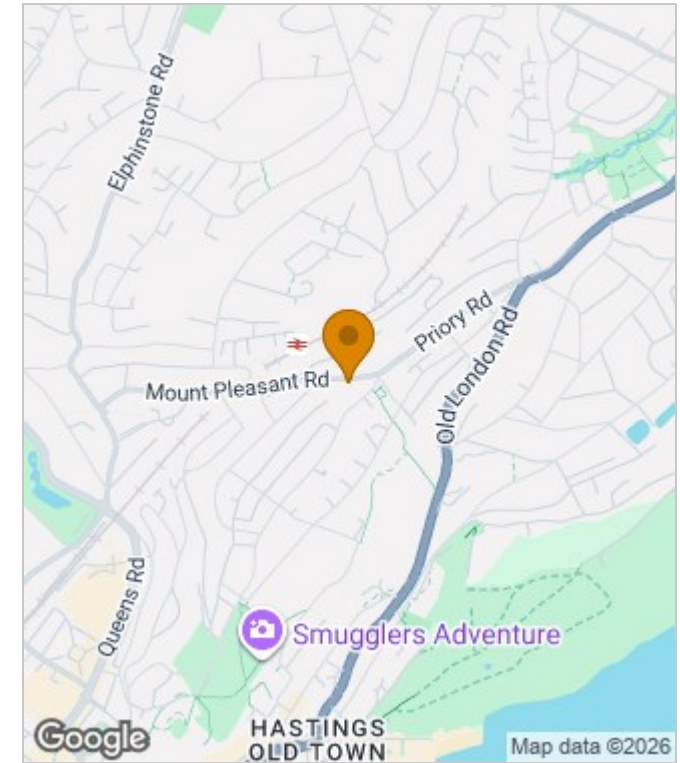 Elphinstone Rd
Priory Rd
Mount Pleasant Rd
Old London Rd
Queens Rd
Smugglers Adventure
HASTINGS
OLD TOWN
Google
Map data ©2026